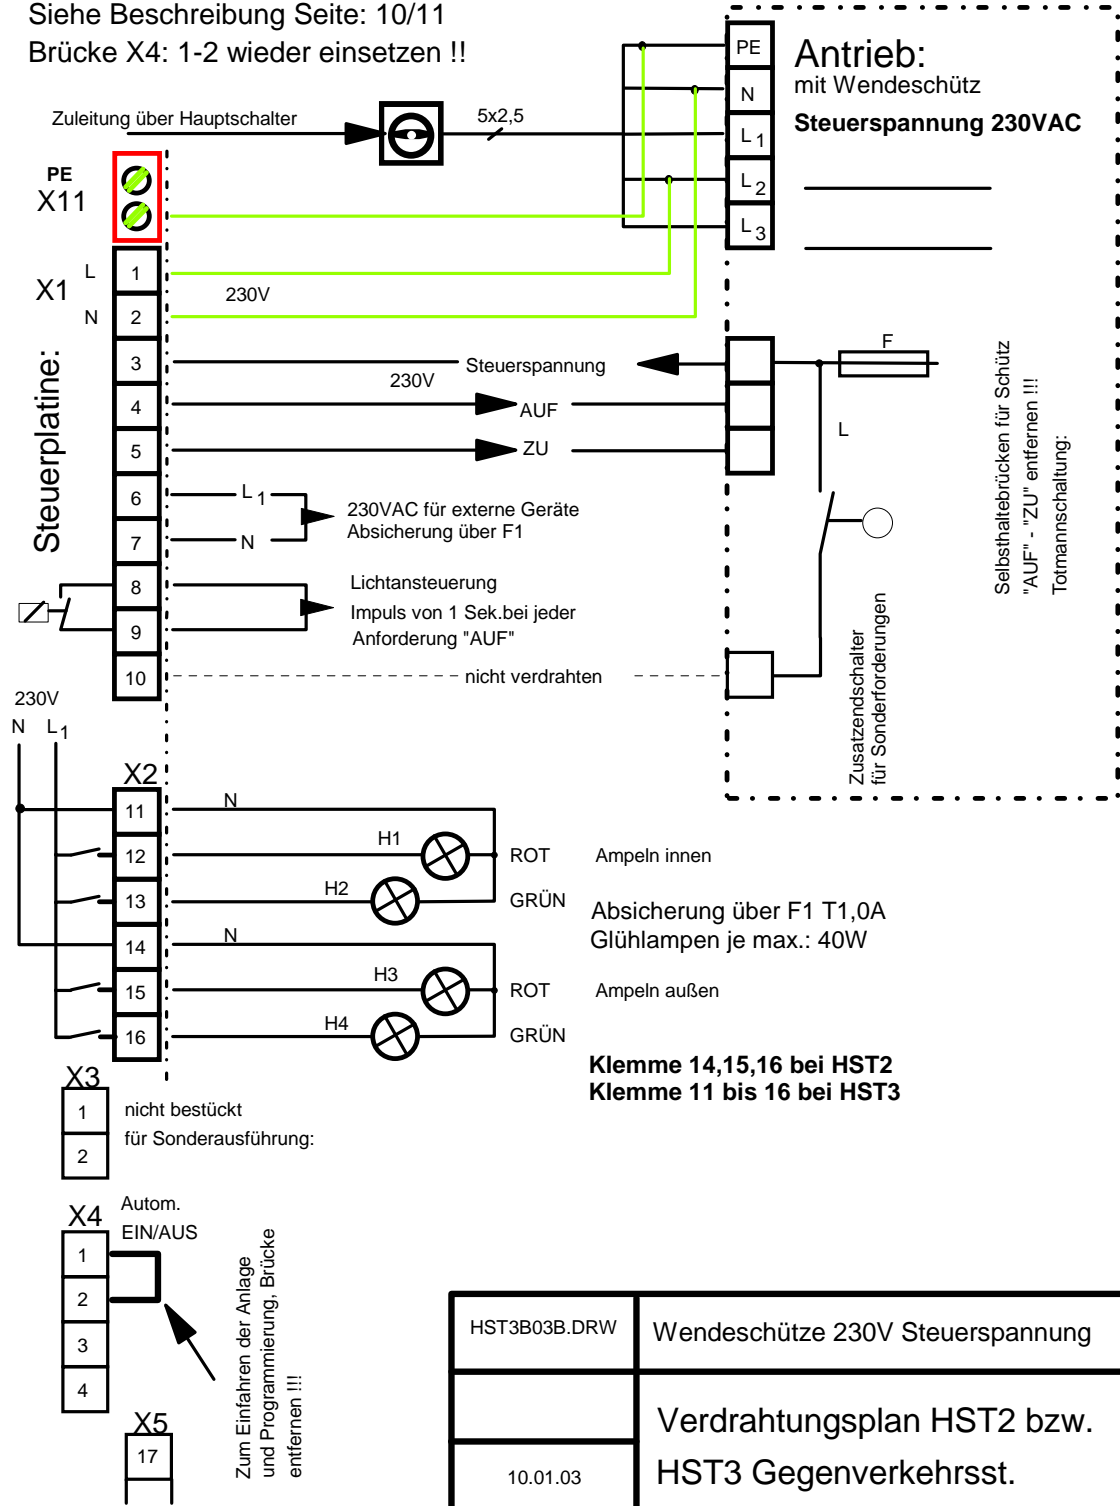 Siehe Beschreibung Seite: 10/11
Brücke X4: 1-2 wieder einsetzen !!
Zuleitung über Hauptschalter
5x2,5
PE
N
L1
L2
L3
Antrieb:
mit Wendeschütz
Steuerspannung 230VAC
PE
X11
X1
L
N
1
2
230V
Steuerplatine:
3
Steuerspannung
230V
4
AUF
5
ZU
6
L1
7
N
230VAC für externe Geräte
Absicherung über F1
8
9
Lichtansteuerung
Impuls von 1 Sek.bei jeder
Anforderung "AUF"
10
nicht verdrahten
F
L
Zusatzendschalter
für Sonderforderungen
Selbsthaltebrücken für Schütz
"AUF" - "ZU" entfernen !!!
Totmannschaltung:
230V
N L1
X2
11
N
12
H1
ROT
Ampeln innen
13
H2
GRÜN
Absicherung über F1 T1,0A
Glühlampen je max.: 40W
14
N
15
H3
ROT
Ampeln außen
16
H4
GRÜN
Klemme 14,15,16 bei HST2
Klemme 11 bis 16 bei HST3
X3
1
2
nicht bestückt
für Sonderausführung:
X4
Autom.
EIN/AUS
1
2
3
4
Zum Einfahren der Anlage
und Programmierung, Brücke
entfernen !!!
X5
17
HST3B03B.DRW
Wendeschütze 230V Steuerspannung
Verdrahtungsplan HST2 bzw.
HST3 Gegenverkehrsst.
10.01.03